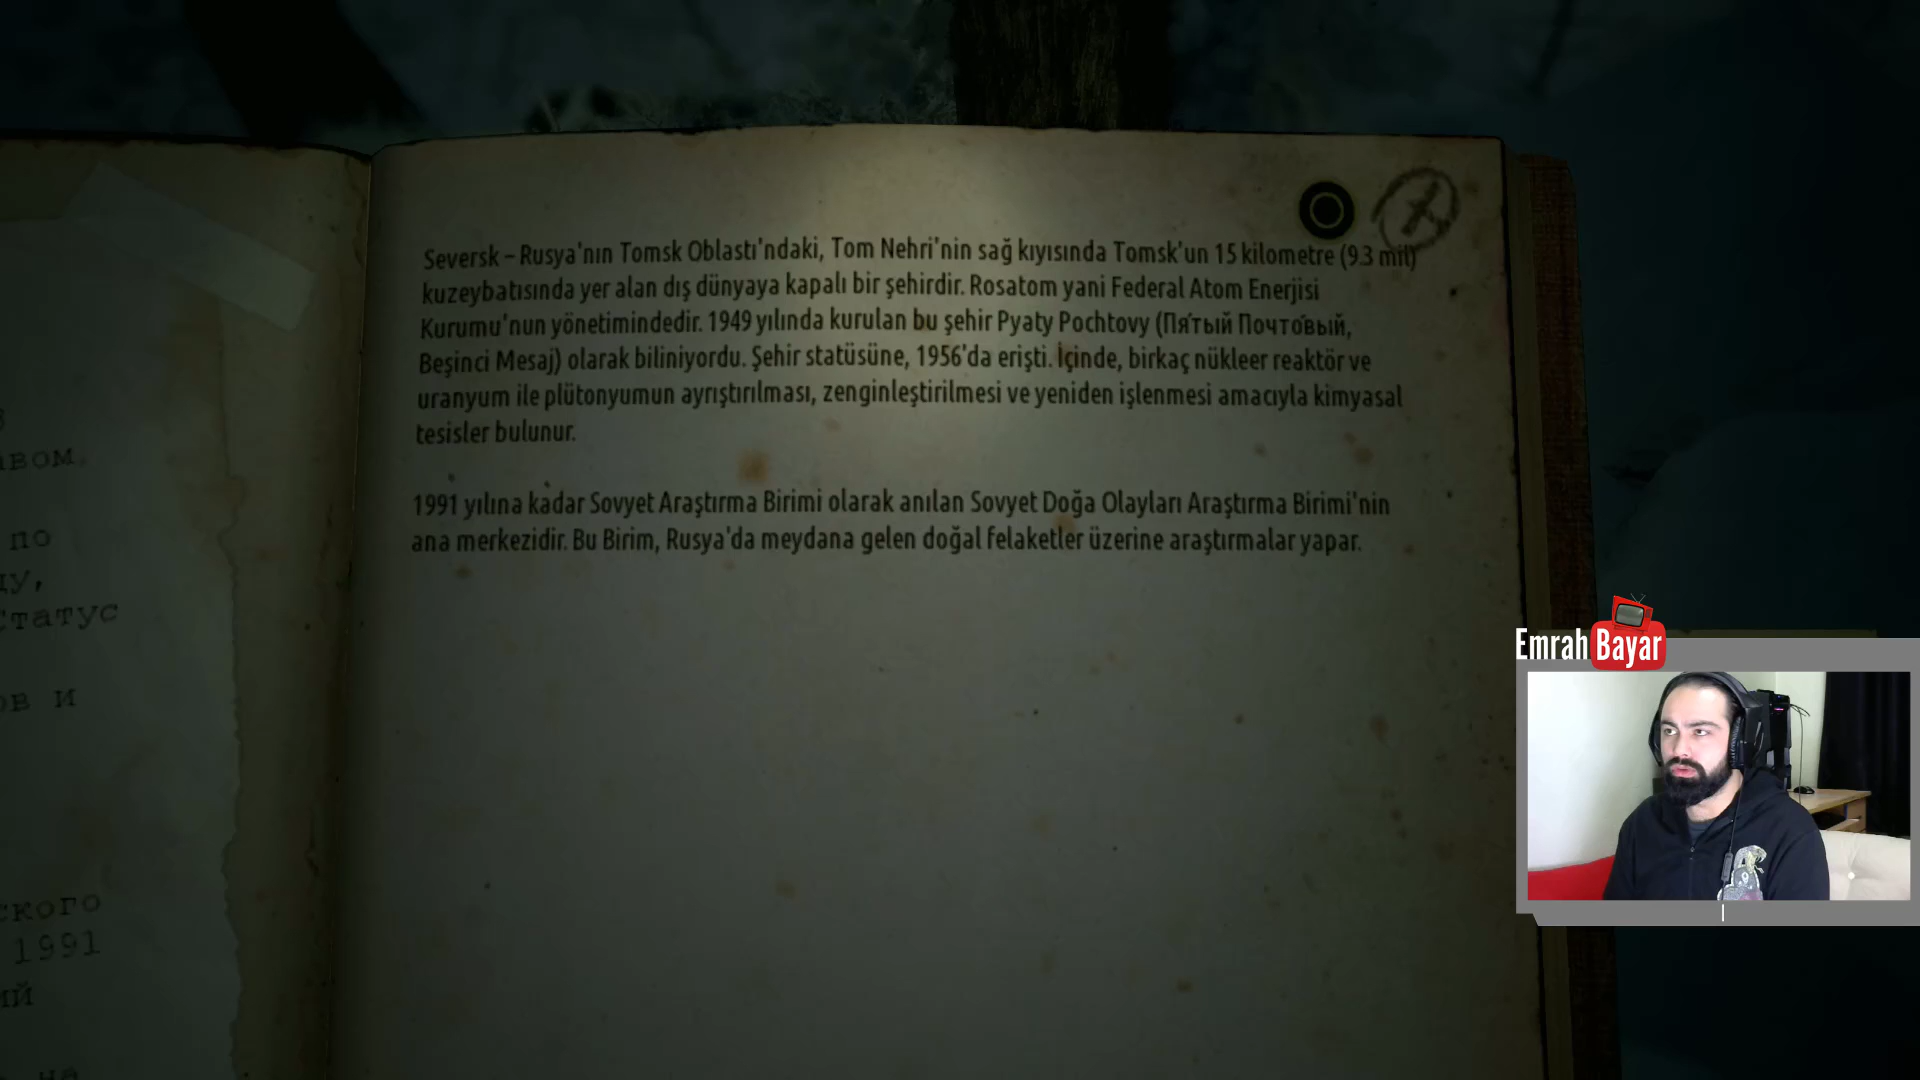 Seversk – Rusya'nın Tomsk Oblastı'ndaki, Tom Nehri'nin sağ kıyısında Tomsk'un 15 kilometre (9.3 mil)
kuzeybatısında yer alan dış dünyaya kapalı bir şehirdir. Rosatom yani Federal Atom Enerjisi
Kurumu'nun yönetimindedir. 1949 yılında kurulan bu şehir Pyaty Pochtovy (Пя́тый Почто́вый,
Beşinci Mesaj) olarak biliniyordu. Şehir statüsüne, 1956'da erişti. İçinde, birkaç nükleer reaktör ve
uranyum ile plütonyumun ayrıştırılması, zenginleştirilmesi ve yeniden işlenmesi amacıyla kimyasal
tesisler bulunur.
1991 yılına kadar Sovyet Araştırma Birimi olarak anılan Sovyet Doğa Olayları Araştırma Birimi'nin
ana merkezidir. Bu Birim, Rusya'da meydana gelen doğal felaketler üzerine araştırmalar yapar.
по
Статус
и
1991
на
Emrah Bayar